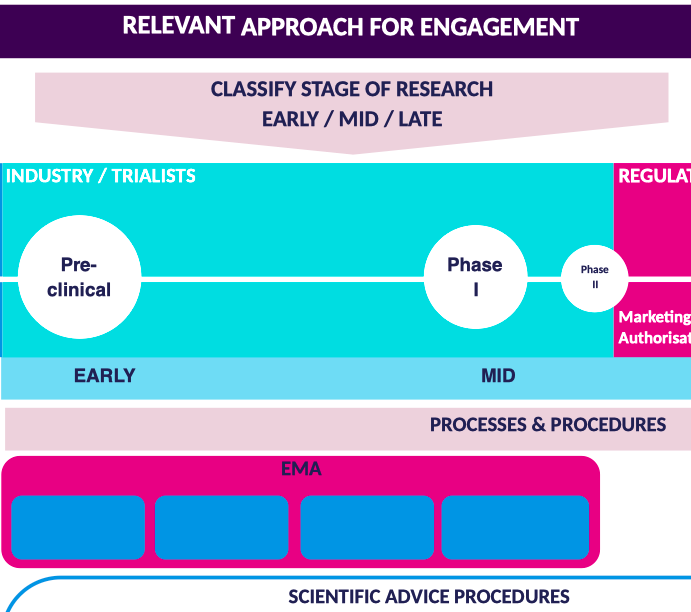 RELEVANT APPROACH FOR ENGAGEMENT
CLASSIFY STAGE OF RESEARCH
EARLY / MID / LATE
INDUSTRY / TRIALISTS
REGULAT
Pre-
clinical
Phase
I
Phase
II
Marketing
Authorisat
EARLY
MID
PROCESSES & PROCEDURES
EMA
SCIENTIFIC ADVICE PROCEDURES